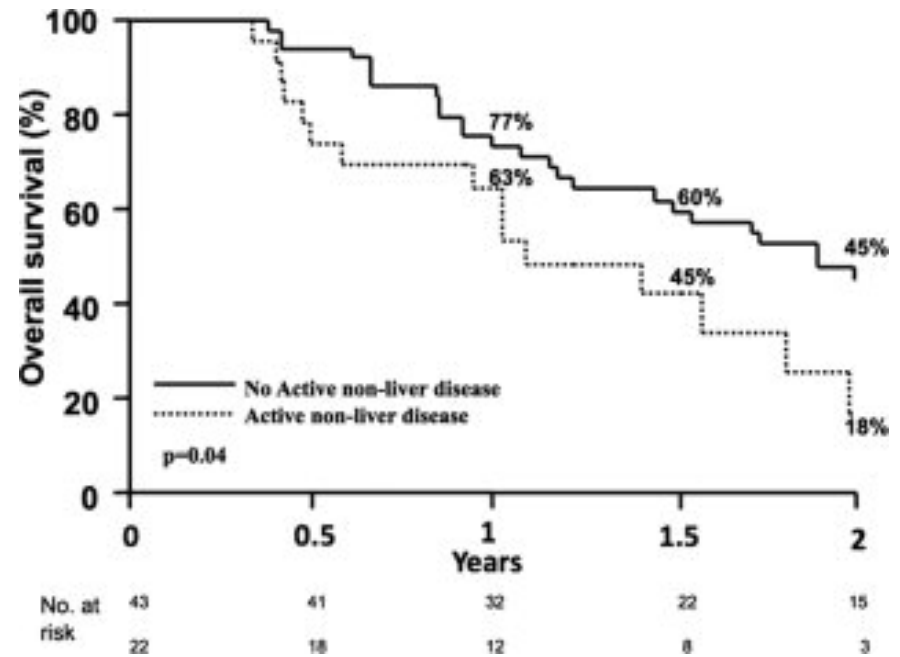 100
80
60
40
20
0
Overall survival (%)
77%
63%
60%
45%
45%
18%
No Active non-liver disease
Active non-liver disease
p=0.04
0 0.5 1 1.5 2
Years
No. at risk
43 41 32 22 15
22 18 12 8 3